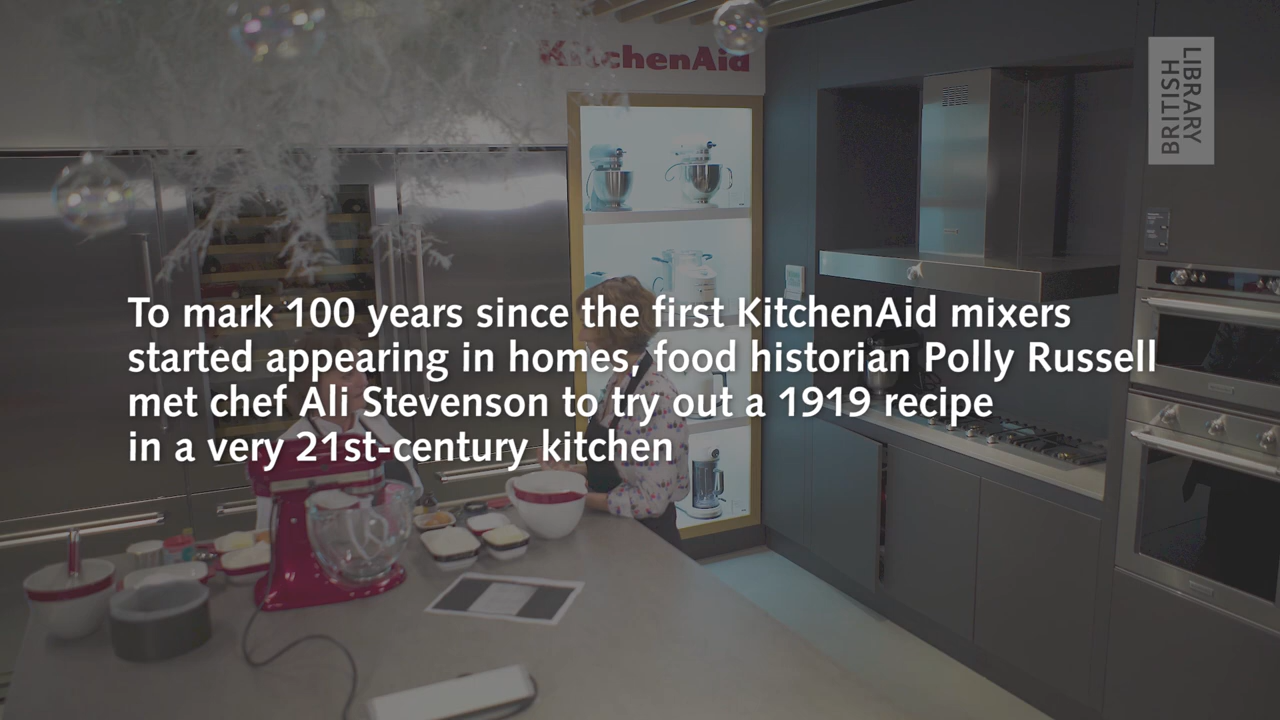 KitchenAid
BRITISH
LIBRARY
To mark 100 years since the first KitchenAid mixers
started appearing in homes, food historian Polly Russell
met chef Ali Stevenson to try out a 1919 recipe
in a very 21st-century kitchen